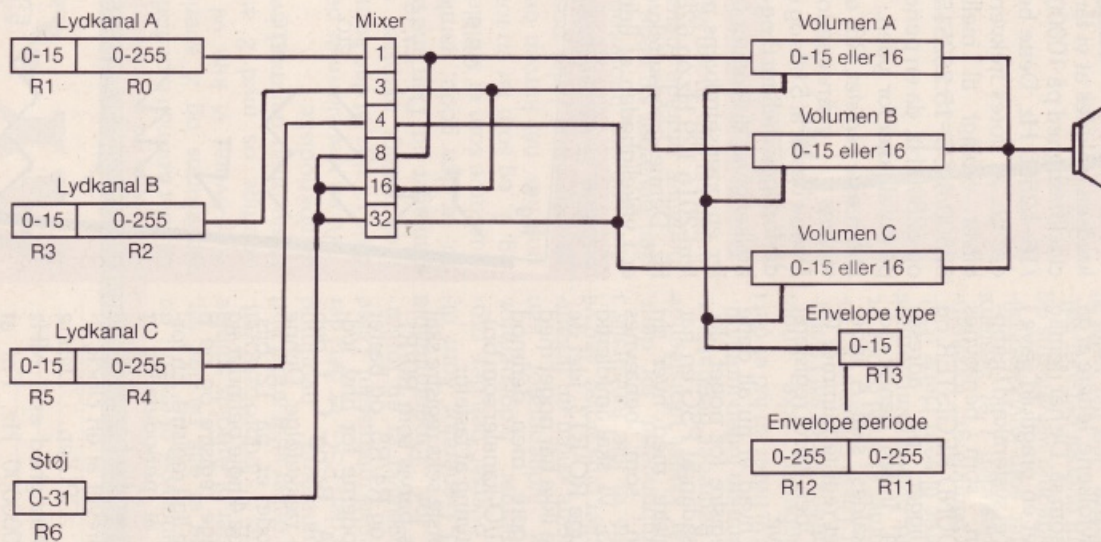 Lydkanal A
0-15 0-255
R1 R0
Lydkanal B
0-15 0-255
R3 R2
Lydkanal C
0-15 0-255
R5 R4
Støj
0-31
R6
Mixer
1
3
4
8
16
32
Volumen A
0-15 eller 16
Volumen B
0-15 eller 16
Volumen C
0-15 eller 16
Envelope type
0-15
R13
Envelope periode
0-255 0-255
R12 R11